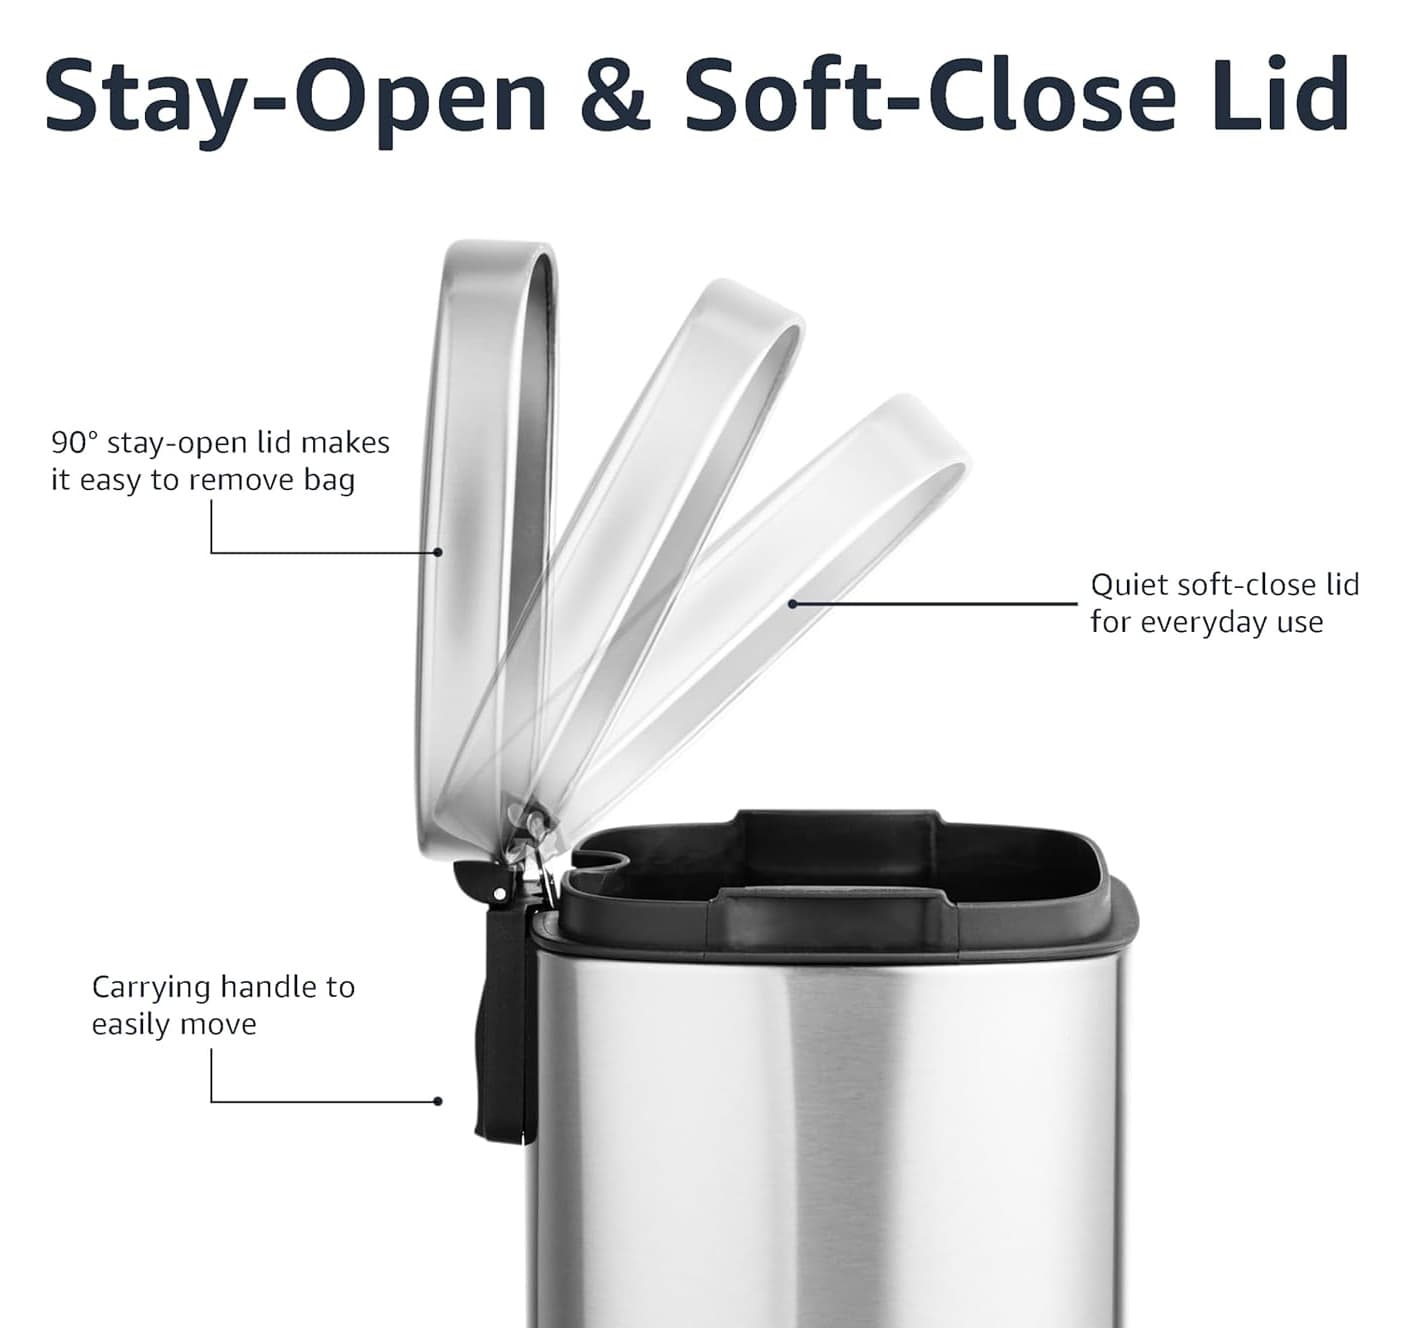 Stay-Open & Soft-Close Lid
90° stay-open lid makes
it easy to remove bag
Quiet soft-close lid
for everyday use
Carrying handle to
easily move